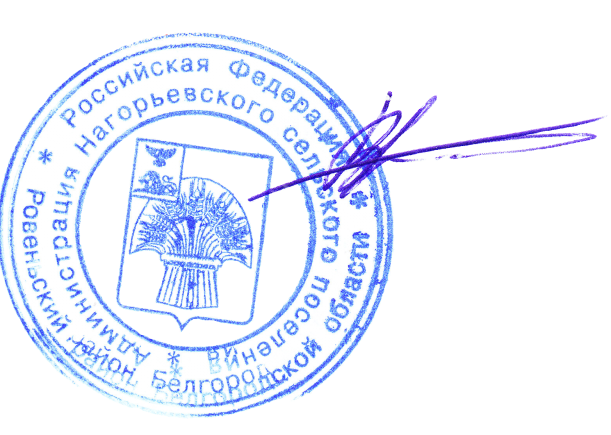 * Российская Федерация *
Ровеньский район Белгородской области
* Администрация Нагорьевского сельского поселения